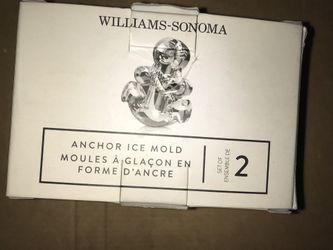 WILLIAMS-SONOMA
ANCHOR ICE MOLD
MOULES À GLAÇON EN
FORME D'ANCRE
SET OF
ENSEMBLE DE
2